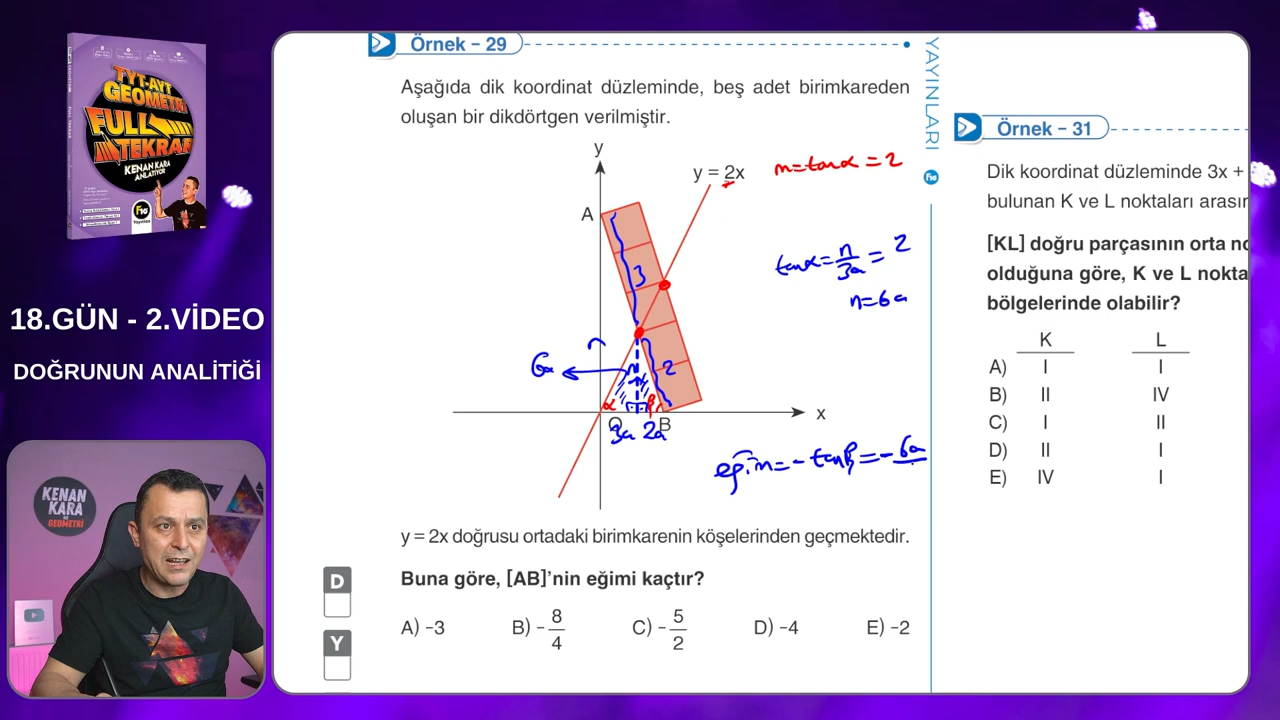 TYT-AYT
GEOMETRİ
FULL
TEKRAR
KENAN KARA
ANLATIYOR
F10
18.GÜN - 2.VİDEO
DOĞRUNUN ANALİTİĞİ
KENAN
KARA
GEOMETRİ
Örnek – 29
Aşağıda dik koordinat düzleminde, beş adet birimkareden
oluşan bir dikdörtgen verilmiştir.
y
y = 2x
m=tanα=2
A
3
tanα=n/3a=2
n=6a
6a
n
2
α
β
O
B
x
3a 2a
eğim=-tanβ=-6a
y = 2x doğrusu ortadaki birimkarenin köşelerinden geçmektedir.
D
Buna göre, [AB]’nin eğimi kaçtır?
A) –3 B) –8/4 C) –5/2 D) –4 E) –2
Y
YAYINLARI
F10
Örnek – 31
Dik koordinat düzleminde 3x +
bulunan K ve L noktaları arasır
[KL] doğru parçasının orta no
olduğuna göre, K ve L nokta
bölgelerinde olabilir?
K L
A) I I
B) II IV
C) I II
D) II I
E) IV I